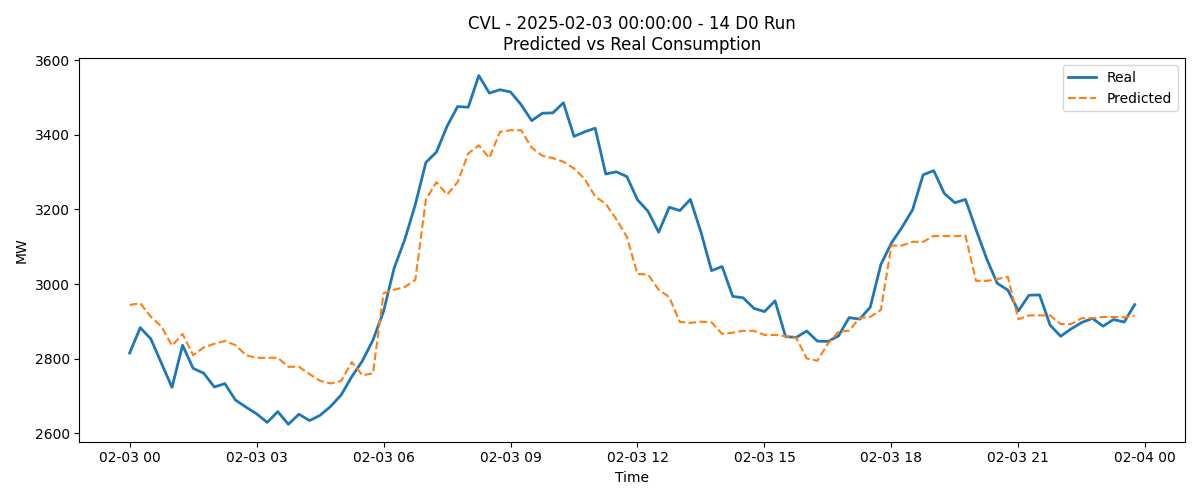 CVL - 2025-02-03 00:00:00 - 14 D0 Run
Predicted vs Real Consumption
Real
Predicted
MW
3600
3400
3200
3000
2800
2600
02-03 00
02-03 03
02-03 06
02-03 09
02-03 12
02-03 15
02-03 18
02-03 21
02-04 00
Time